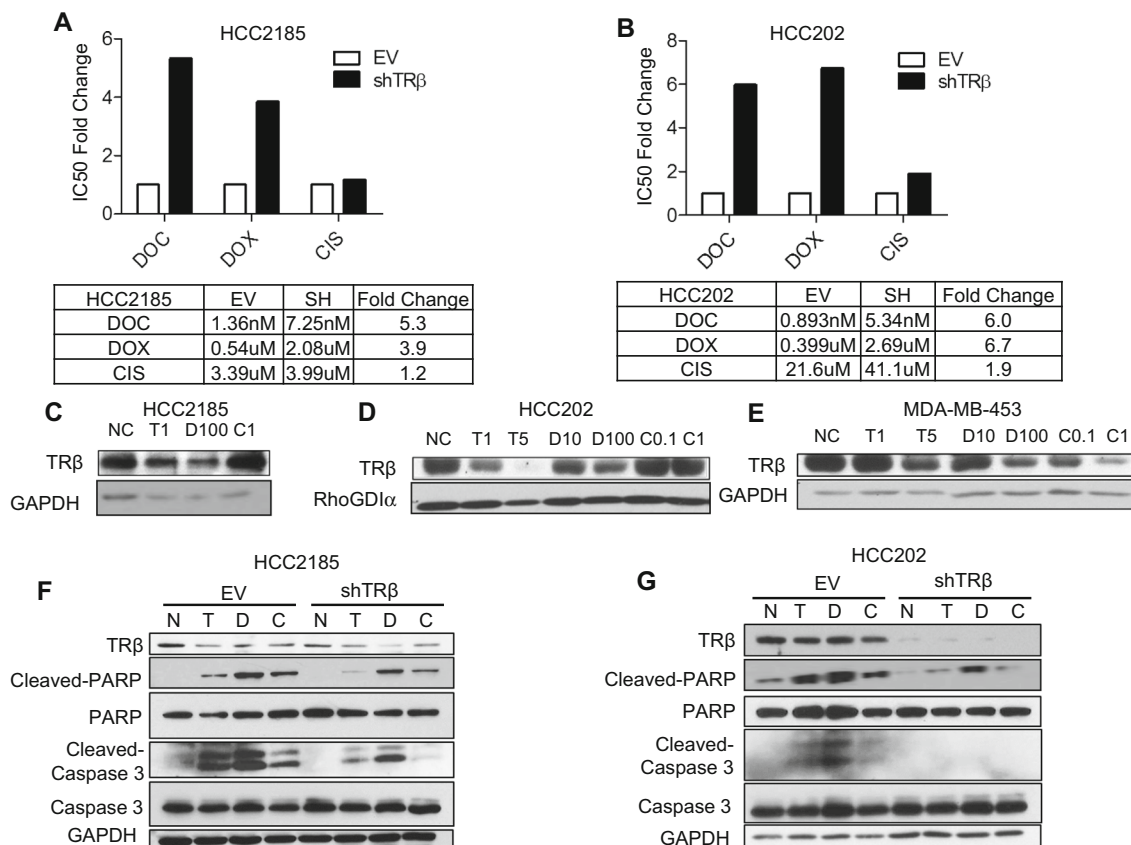 A
HCC2185
IC50 Fold Change
6
4
2
0
EV
shTRβ
DOC
DOX
CIS
HCC2185 EV SH Fold Change
DOC 1.36nM 7.25nM 5.3
DOX 0.54uM 2.08uM 3.9
CIS 3.39uM 3.99uM 1.2
B
HCC202
IC50 Fold Change
8
6
4
2
0
EV
shTRβ
DOC
DOX
CIS
HCC202 EV SH Fold Change
DOC 0.893nM 5.34nM 6.0
DOX 0.399uM 2.69uM 6.7
CIS 21.6uM 41.1uM 1.9
C
HCC2185
NC T1 D100 C1
TRβ
GAPDH
D
HCC202
NC T1 T5 D10 D100 C0.1 C1
TRβ
RhoGDIα
E
MDA-MB-453
NC T1 T5 D10 D100 C0.1 C1
TRβ
GAPDH
F
HCC2185
EV shTRβ
N T D C N T D C
TRβ
Cleaved-PARP
PARP
Cleaved-
Caspase 3
Caspase 3
GAPDH
G
HCC202
EV shTRβ
N T D C N T D C
TRβ
Cleaved-PARP
PARP
Cleaved-
Caspase 3
Caspase 3
GAPDH